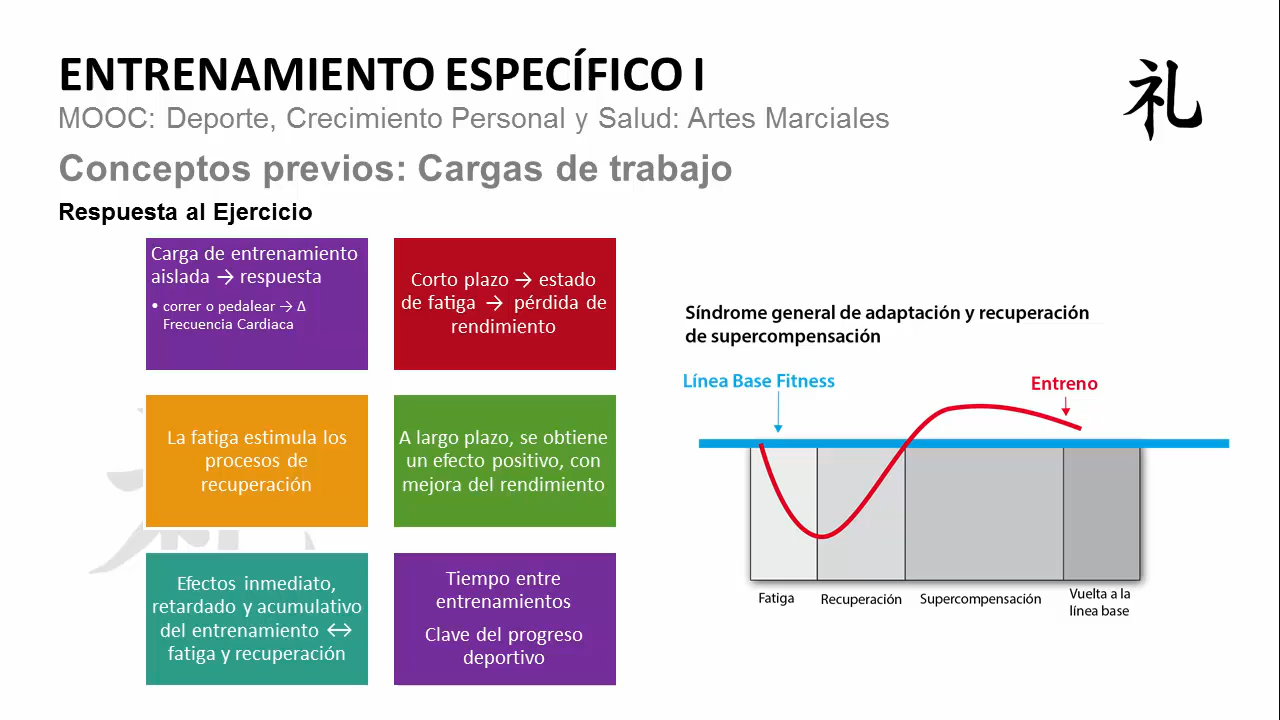 ENTRENAMIENTO ESPECÍFICO I
礼
MOOC: Deporte, Crecimiento Personal y Salud: Artes Marciales
Conceptos previos: Cargas de trabajo
Respuesta al Ejercicio
Carga de entrenamiento
aislada → respuesta
• correr o pedalear → Δ
Frecuencia Cardiaca
Corto plazo → estado
de fatiga → pérdida de
rendimiento
La fatiga estimula los
procesos de
recuperación
A largo plazo, se obtiene
un efecto positivo, con
mejora del rendimiento
Efectos inmediato,
retardado y acumulativo
del entrenamiento ↔
fatiga y recuperación
Tiempo entre
entrenamientos
Clave del progreso
deportivo
Síndrome general de adaptación y recuperación
de supercompensación
Línea Base Fitness
Entreno
Fatiga
Recuperación
Supercompensación
Vuelta a la
línea base